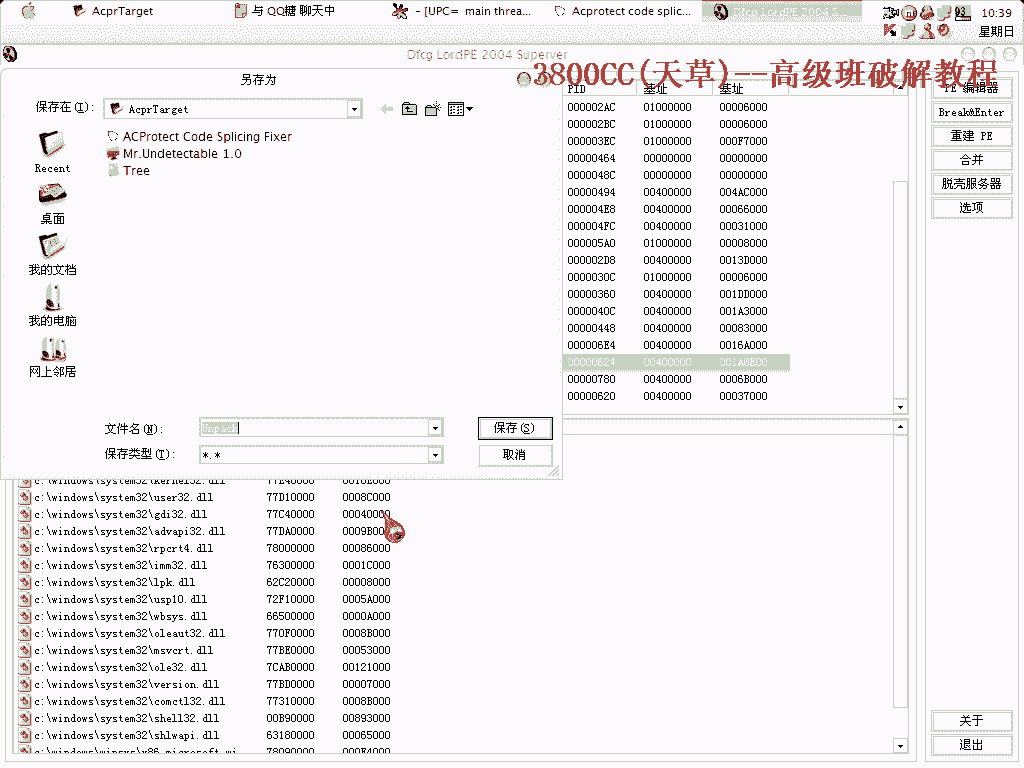 AcprTarget
与 QQ糖 聊天中
- [UPC= main threa...
Acprotect code splic...
Dfcg LordPE 2004 S...
93
10:39
星期日
Dfcg LordPE 2004 Superver
3800CC(天草)--高级班破解教程
另存为
保存在(I):
AcprTarget
ACProtect Code Splicing Fixer
Mr.Undetectable 1.0
Tree
Recent
桌面
我的文档
我的电脑
网上邻居
文件名(N):
Unpack
保存(S)
保存类型(T):
*.*
取消
PID 基址 基址
000002AC 01000000 00006000
000002BC 01000000 00006000
000003EC 01000000 000F7000
00000464 00000000 00000000
0000048C 00000000 00000000
00000494 00400000 004AC000
000004E8 00400000 00066000
000004FC 00400000 00031000
000005A0 01000000 00008000
000002D8 00400000 0013D000
0000030C 01000000 00006000
00000360 00400000 001DD000
0000040C 00400000 001A3000
00000448 00400000 00083000
000006E4 00400000 0016A000
00000624 00400000 001A8E00
00000780 00400000 0006B000
00000620 00400000 00037000
PE 编辑器
Break&Enter
重建 PE
合并
脱壳服务器
选项
关于
退出
c:\windows\system32\kernel32.dll 77E40000
c:\windows\system32\user32.dll 77D10000 0008C000
c:\windows\system32\gdi32.dll 77C40000 00040000
c:\windows\system32\advapi32.dll 77DA0000 0009B000
c:\windows\system32\rpcrt4.dll 78000000 00086000
c:\windows\system32\imm32.dll 76300000 0001C000
c:\windows\system32\lpk.dll 62C20000 00008000
c:\windows\system32\usp10.dll 72F10000 0005A000
c:\windows\system32\wbsys.dll 66500000 0000A000
c:\windows\system32\oleaut32.dll 770F0000 0008B000
c:\windows\system32\msvcrt.dll 77BE0000 00053000
c:\windows\system32\ole32.dll 7CAB0000 00121000
c:\windows\system32\version.dll 77BD0000 00007000
c:\windows\system32\comctl32.dll 77310000 0008B000
c:\windows\system32\shell32.dll 00B90000 00893000
c:\windows\system32\shlwapi.dll 63180000 00065000